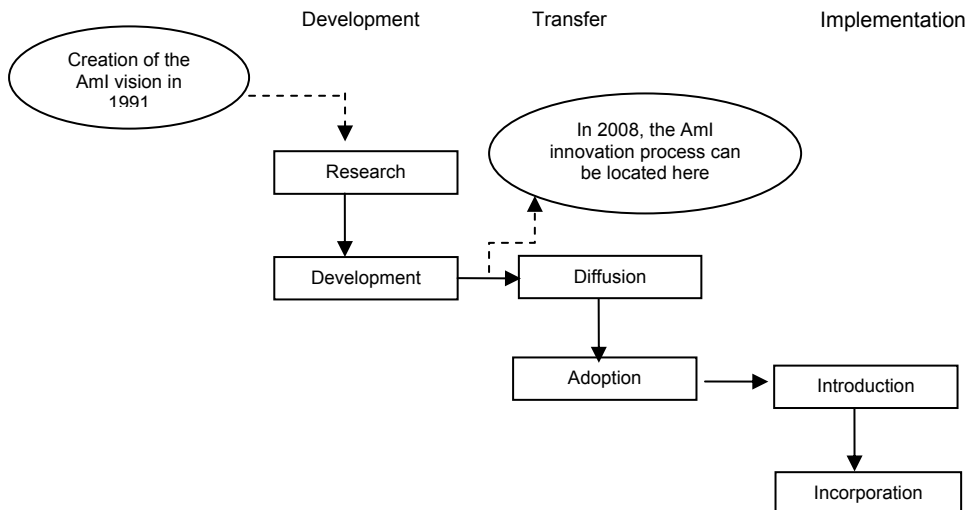 Development Transfer Implementation
Creation of the
AmI vision in
1991
In 2008, the AmI
innovation process can
be located here
Research
Development
Diffusion
Adoption
Introduction
Incorporation